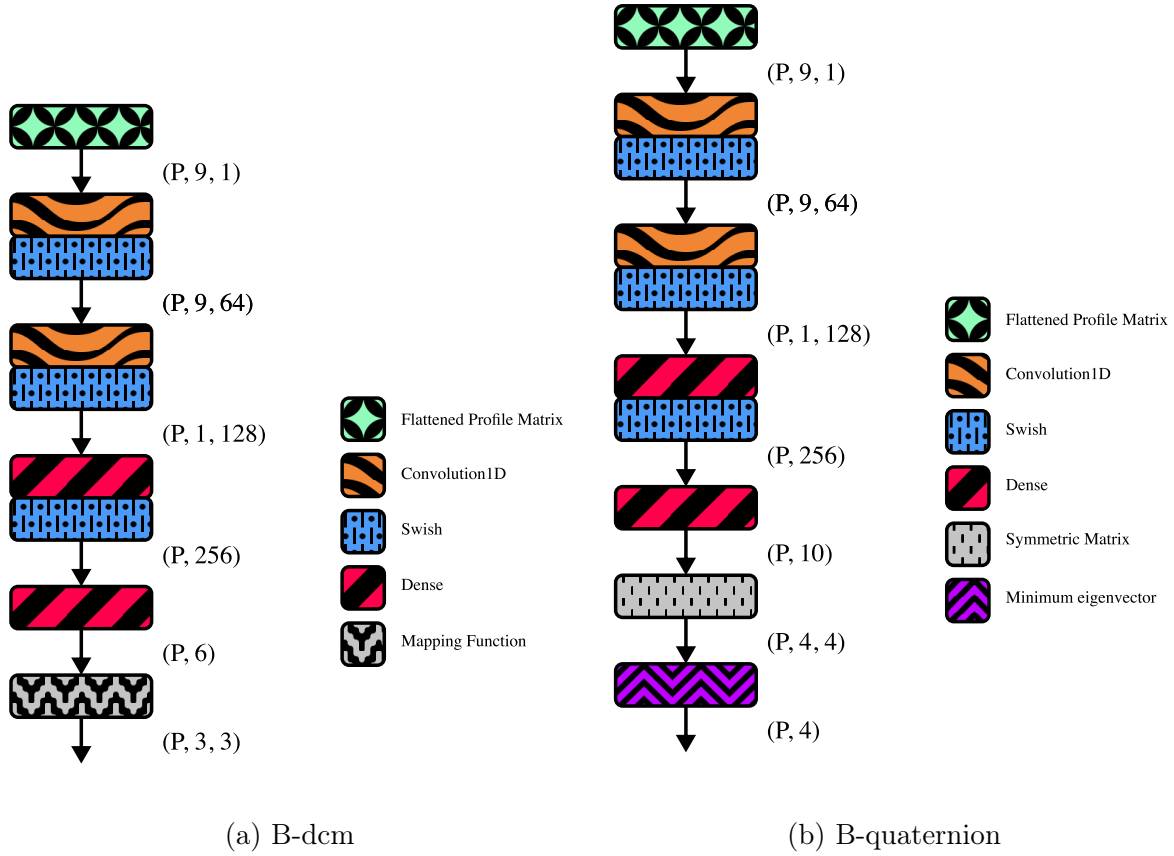 (P, 9, 1)
(P, 9, 64)
(P, 1, 128)
(P, 256)
(P, 6)
(P, 3, 3)
Flattened Profile Matrix
Convolution1D
Swish
Dense
Mapping Function
(a) B-dcm
(P, 9, 1)
(P, 9, 64)
(P, 1, 128)
(P, 256)
(P, 10)
(P, 4, 4)
(P, 4)
Flattened Profile Matrix
Convolution1D
Swish
Dense
Symmetric Matrix
Minimum eigenvector
(b) B-quaternion